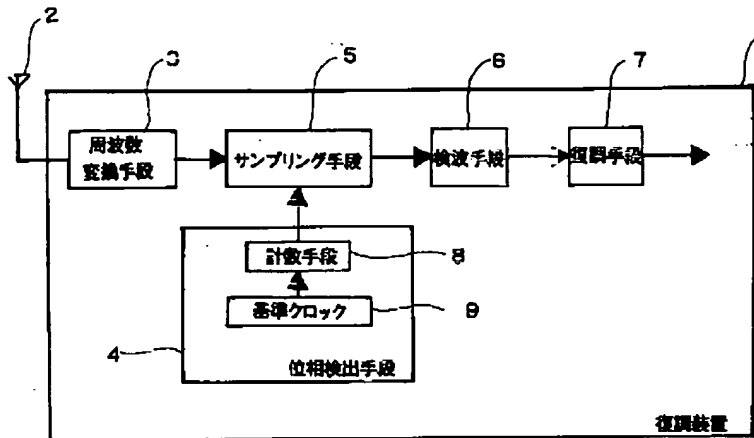 2
3
5
6
7
周波数
変換手段
サンプリング手段
検波手段
復調手段
計数手段
8
基準クロック
9
4
位相検出手段
復調装置